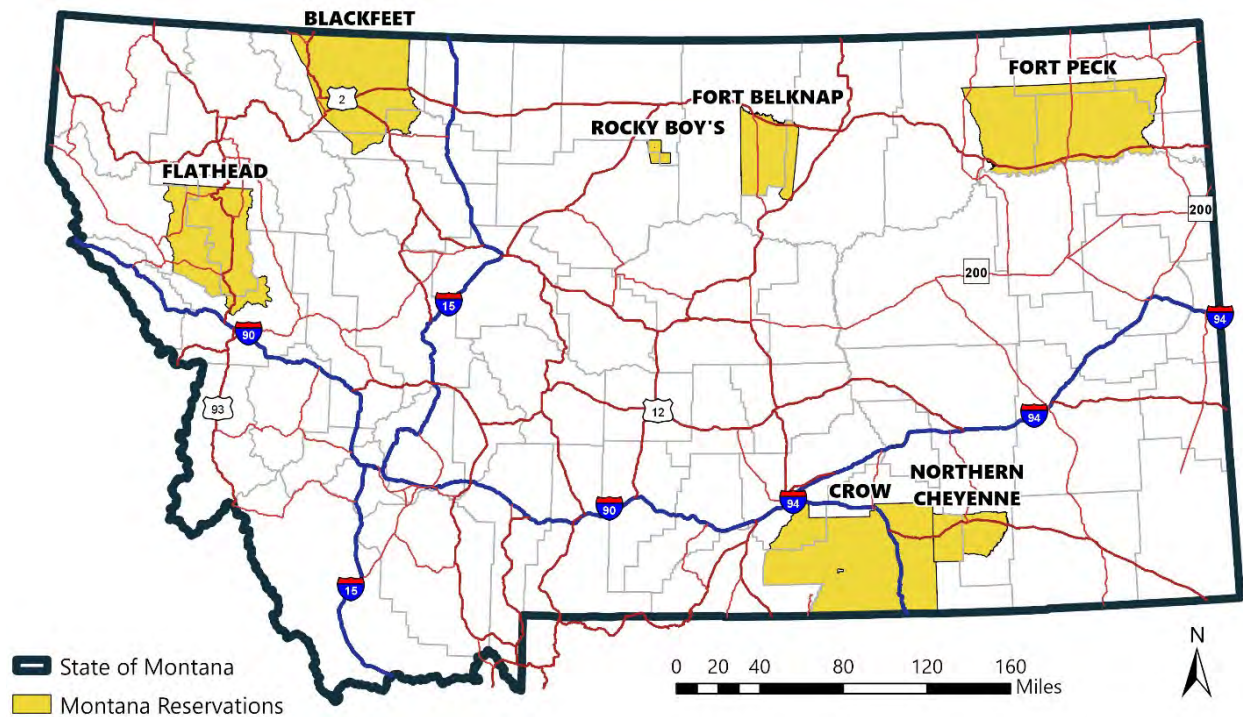 BLACKFEET
FORT PECK
2
FORT BELKNAP
ROCKY BOY'S
FLATHEAD
200
200
15
94
90
93
12
94
NORTHERN
CHEYENNE
CROW
94
90
15
N
State of Montana
Montana Reservations
0 20 40 80 120 160
Miles